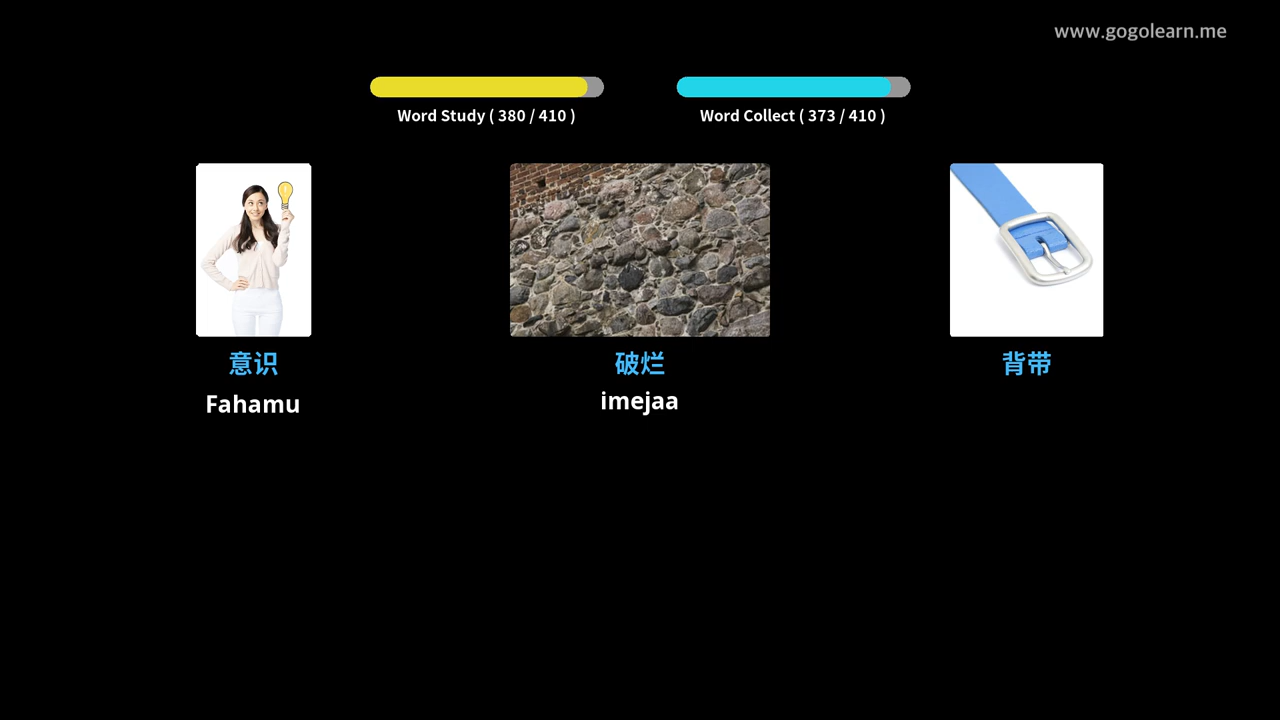 www.gogolearn.me
Word Study ( 380 / 410 )
Word Collect ( 373 / 410 )
意识
破烂
背带
Fahamu
imejaa